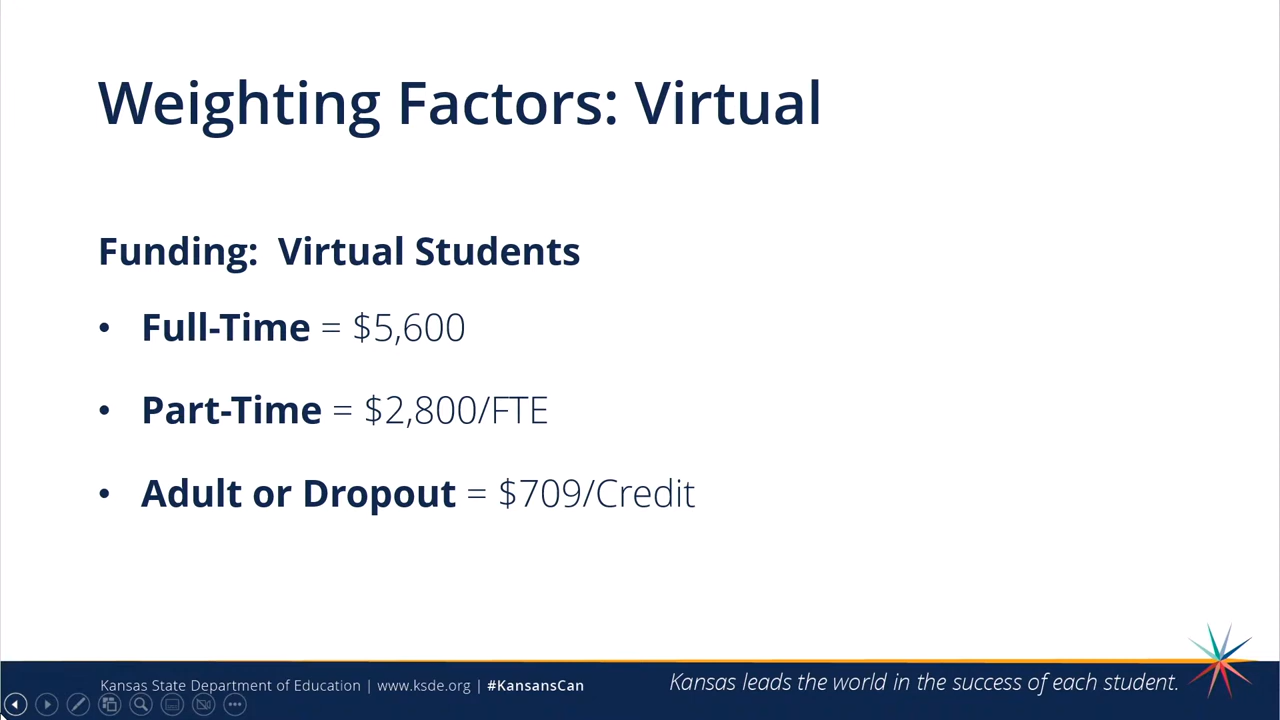 Weighting Factors: Virtual
Funding:  Virtual Students
• Full-Time = $5,600
• Part-Time = $2,800/FTE
• Adult or Dropout = $709/Credit
Kansas State Department of Education | www.ksde.org | #KansansCan
Kansas leads the world in the success of each student.